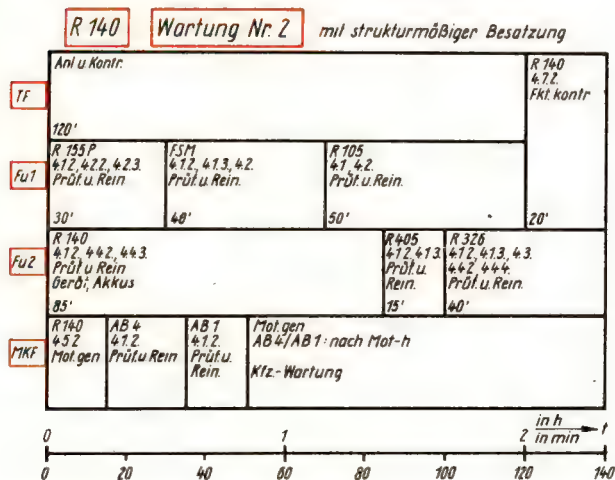 R 140 Wartung Nr. 2 mit strukturmäßiger Besatzung
TF
Anl u Kontr.
120'
R 140
4.7.2.
Fkt. kontr
20'
Fu1
R 155 P
4.1.2., 4.2.2., 4.2.3.
Prüf. u. Rein.
30'
FSM
4.1.2., 4.1.3., 4.2.
Prüf. u. Rein.
40'
R 105
4.1., 4.2.
Prüf. u. Rein.
50'
Fu2
R 140
4.1.2, 4.4.2, 4.4.3.
Prüf. u Rein
Gerät, Akkus
85'
R 405
4.1.2, 4.1.3.
Prüf. u.
Rein.
15'
R 326
4.1.2, 4.1.3., 4.3.
4.4.2, 4.4.4.
Prüf. u. Rein.
40'
MKF
R 140
4.5.2
Mot. gen
AB 4
4.1.2.
Prüf. u Rein
AB 1
4.1.2.
Prüf. u.
Rein.
Mot. gen
AB 4/AB 1: nach Mot-h
Kfz.-Wartung
0 1 2 in h t
in min
0 20 40 60 80 100 120 140